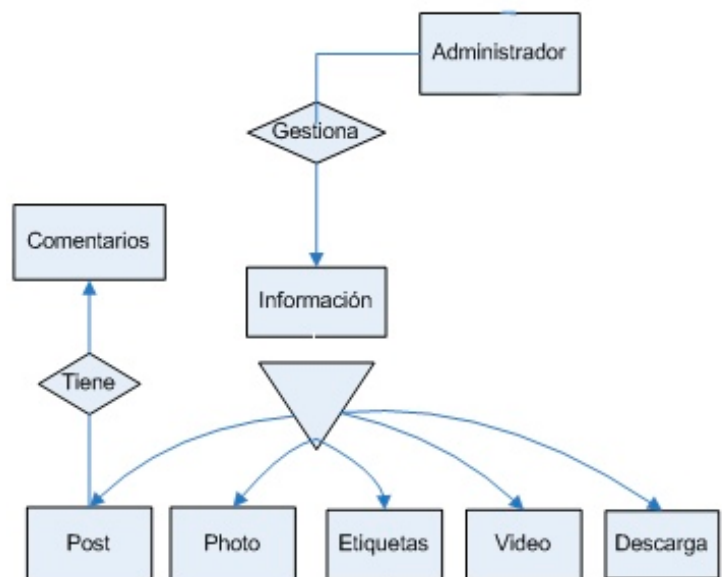 Administrador
Gestiona
Comentarios
Información
Tiene
Post
Photo
Etiquetas
Video
Descarga